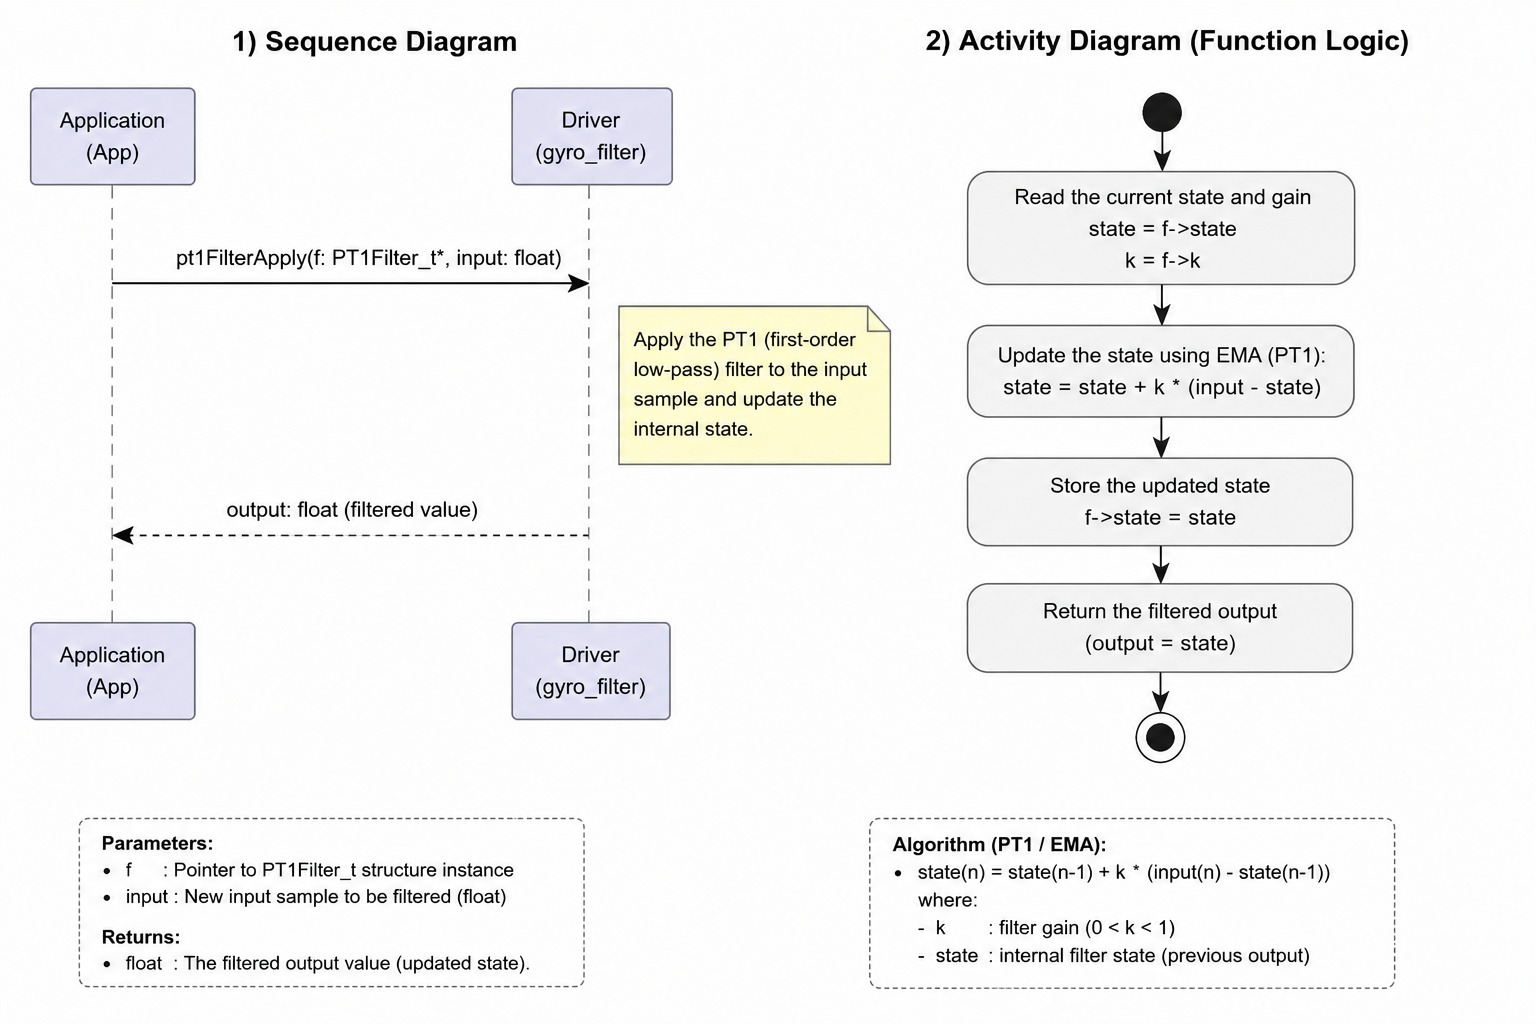 1) Sequence Diagram
Application
(App)
Driver
(gyro_filter)
pt1FilterApply(f: PT1Filter_t*, input: float)
Apply the PT1 (first-order
low-pass) filter to the input
sample and update the
internal state.
output: float (filtered value)
Application
(App)
Driver
(gyro_filter)
Parameters:
• f : Pointer to PT1Filter_t structure instance
• input : New input sample to be filtered (float)
Returns:
• float : The filtered output value (updated state).
2) Activity Diagram (Function Logic)
Read the current state and gain
state = f->state
k = f->k
Update the state using EMA (PT1):
state = state + k * (input - state)
Store the updated state
f->state = state
Return the filtered output
(output = state)
Algorithm (PT1 / EMA):
• state(n) = state(n-1) + k * (input(n) - state(n-1))
where:
- k : filter gain (0 < k < 1)
- state : internal filter state (previous output)